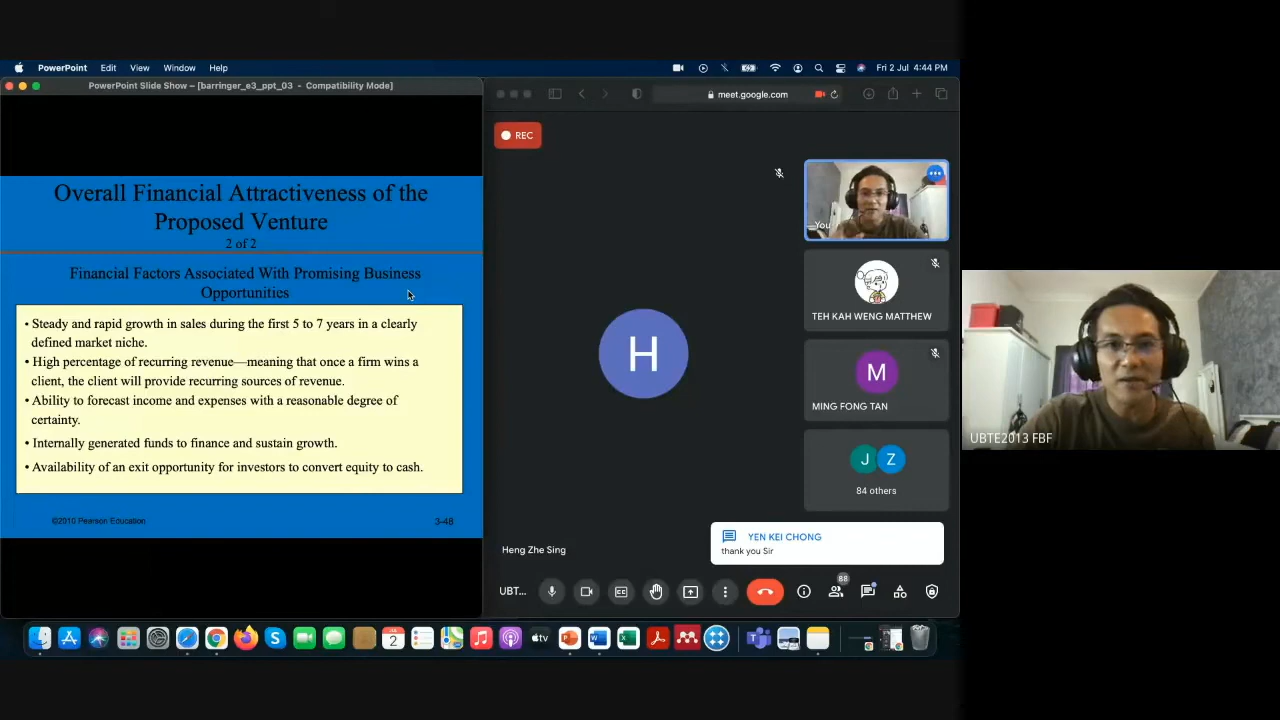 PowerPoint Edit View Window Help
Fri 2 Jul 4:44 PM
PowerPoint Slide Show – [barringer_e3_ppt_03 - Compatibility Mode]
Overall Financial Attractiveness of the
Proposed Venture
2 of 2
Financial Factors Associated With Promising Business
Opportunities
• Steady and rapid growth in sales during the first 5 to 7 years in a clearly
defined market niche.
• High percentage of recurring revenue—meaning that once a firm wins a
client, the client will provide recurring sources of revenue.
• Ability to forecast income and expenses with a reasonable degree of
certainty.
• Internally generated funds to finance and sustain growth.
• Availability of an exit opportunity for investors to convert equity to cash.
©2010 Pearson Education
3-48
meet.google.com
REC
You
TEH KAH WENG MATTHEW
M
MING FONG TAN
J Z
84 others
H
Heng Zhe Sing
YEN KEI CHONG
thank you Sir
UBT...
88
JUL
2
tv
UBTE2013 FBF